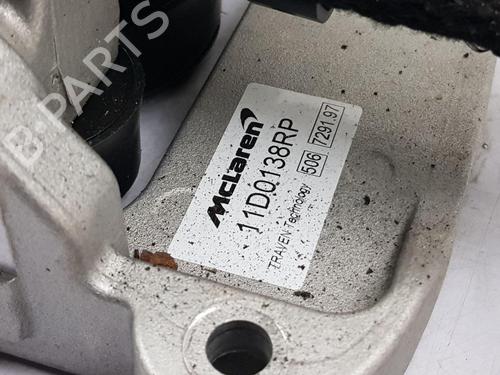 McLaren
11D0138RP
TRAVEN Technology
506 7291.97
B-PARTS